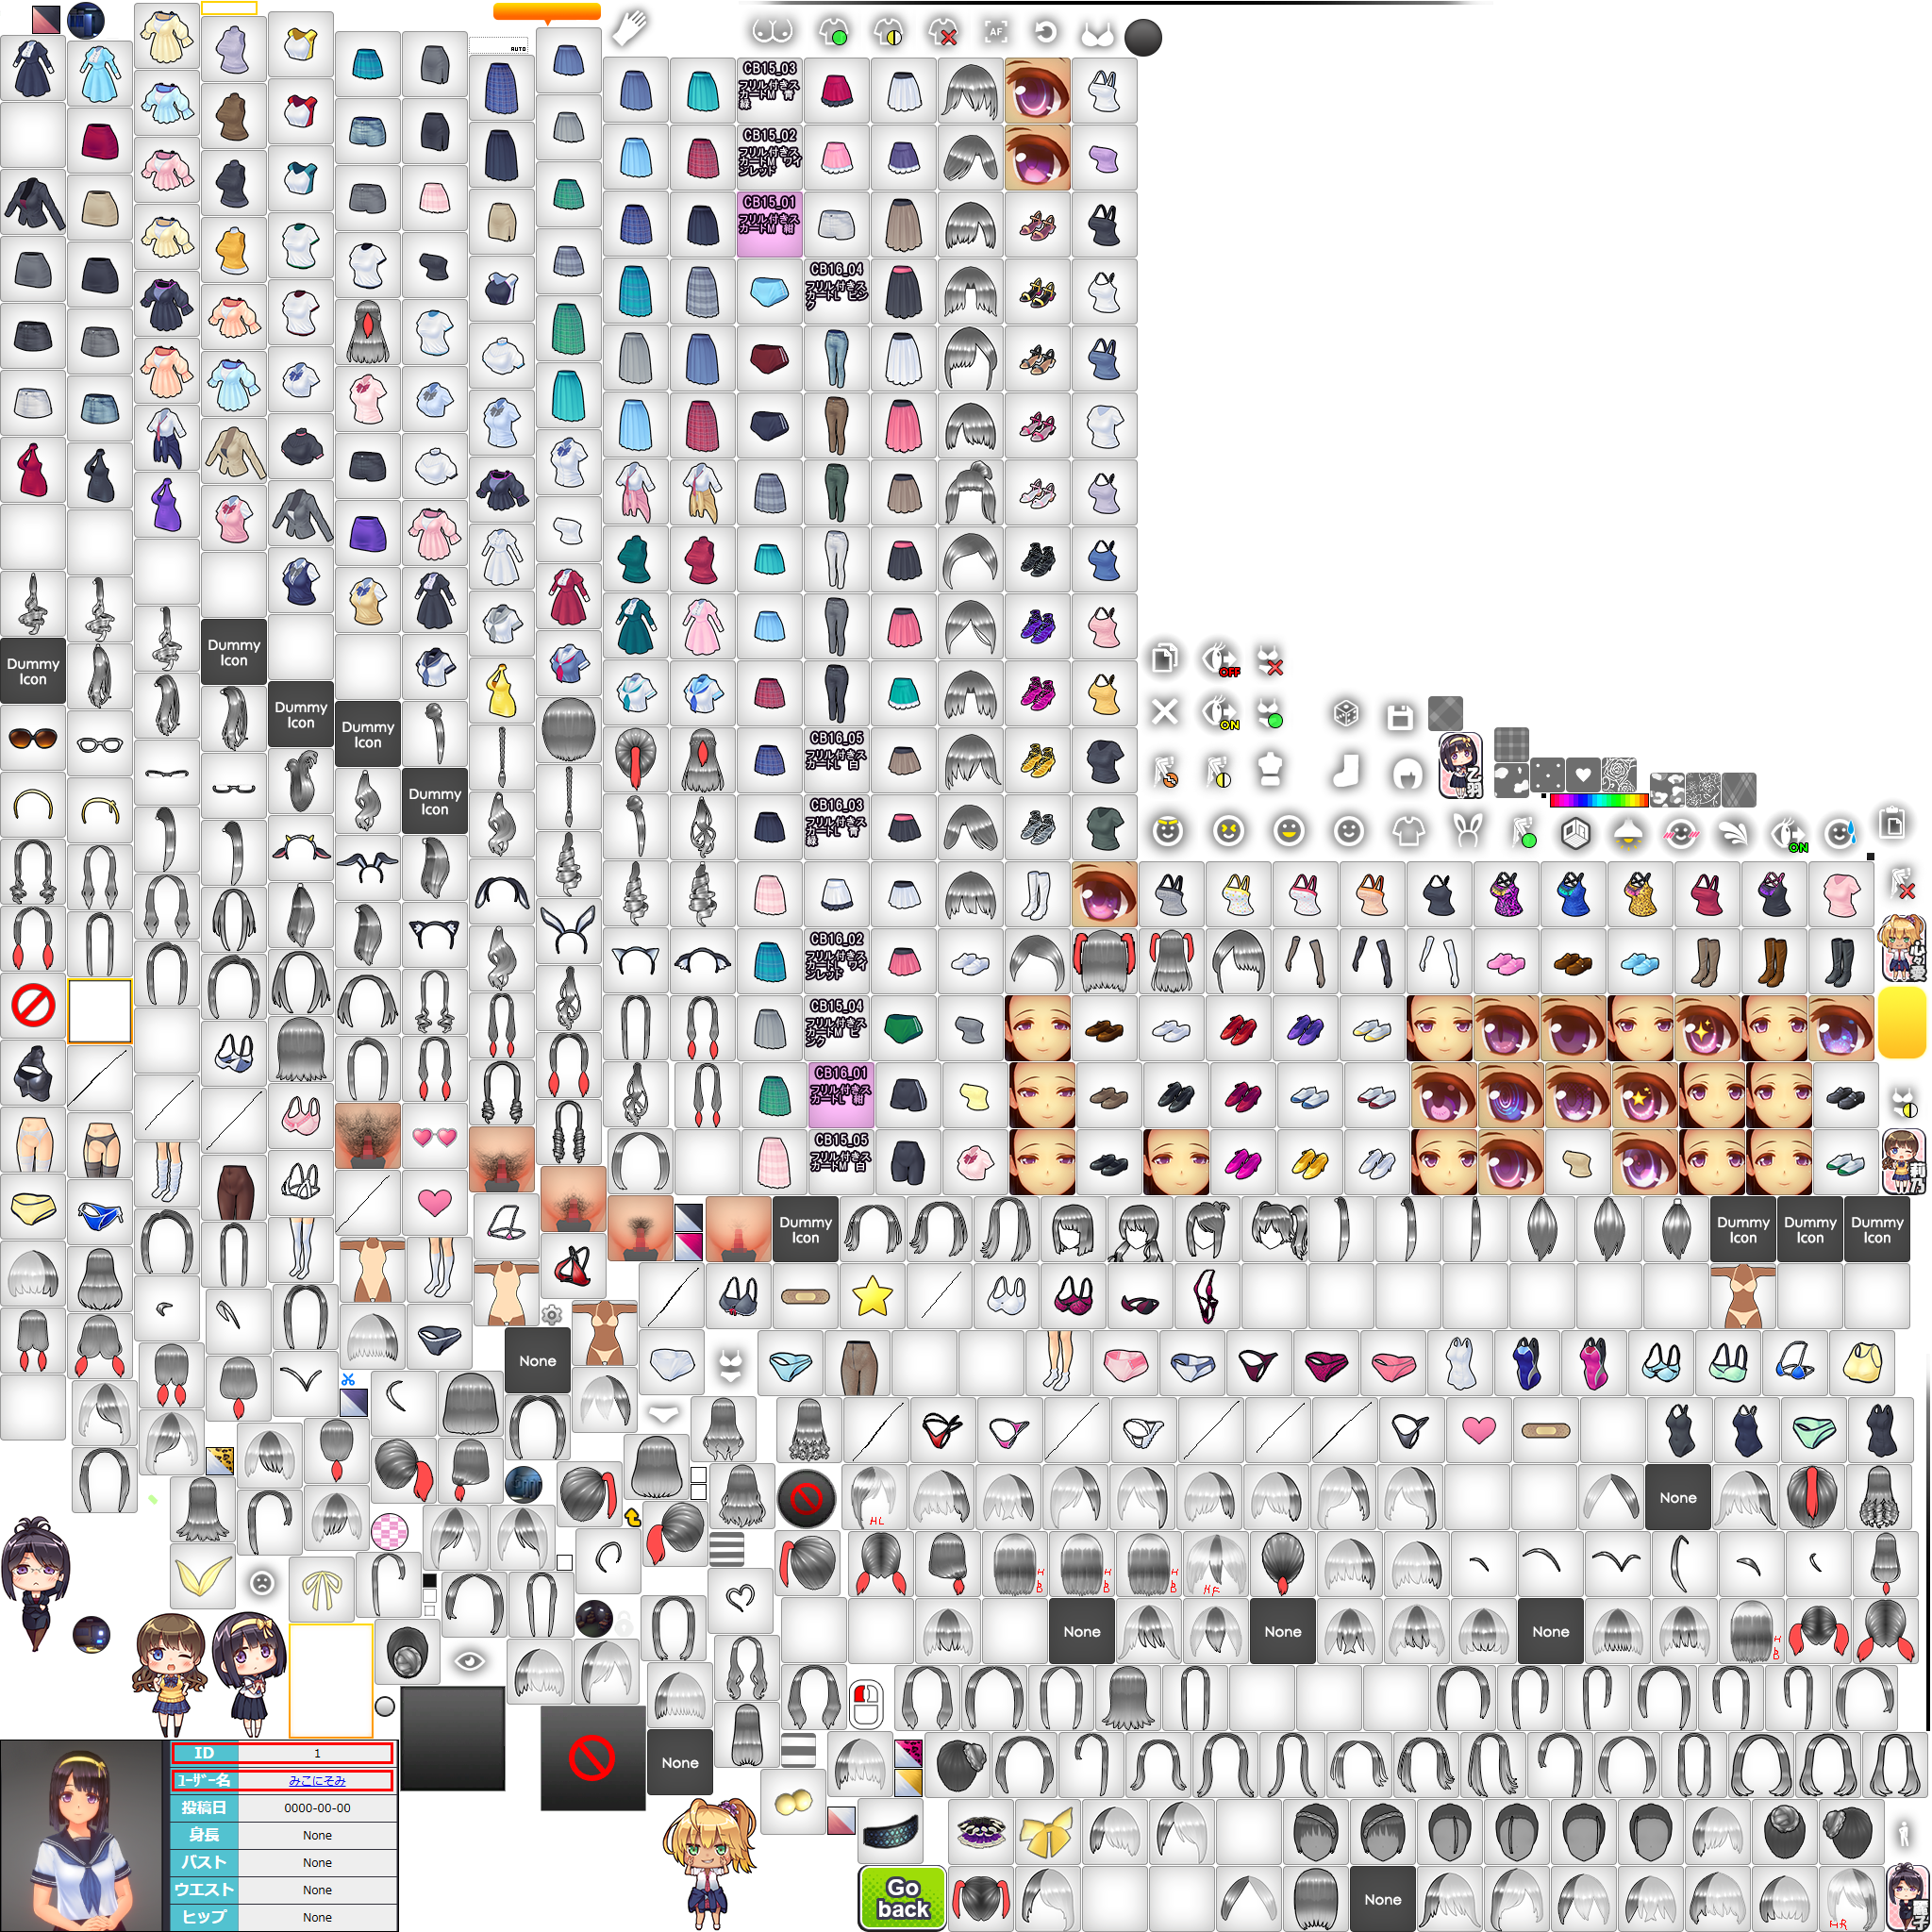 AUTO
AF
CB15_03
フリル付きス
カートM 青
緑
CB15_02
フリル付きス
カートM ワイ
ンレッド
CB15_01
フリル付きス
カートM 紺
CB16_04
フリル付きス
カートL ピン
ク
OFF
Dummy
Icon
Dummy
Icon
Dummy
Icon
Dummy
Icon
Dummy
Icon
ON
CB16_05
フリル付きス
カートL 白
乙羽
CB16_03
フリル付きス
カートL 青
緑
ON
CB16_02
フリル付きス
カートL ワイ
ンレッド
CB15_04
フリル付きス
カートM ピ
ンク
CB16_01
フリル付きス
カートL 紺
CB15_05
フリル付きス
カートM 白
Dummy
Icon
Dummy
Icon
Dummy
Icon
Dummy
Icon
None
HL
None
H
B
H
B
H
B
HF
None
None
None
H
B
None
ID
1
ユーザー名
みこにそみ
投稿日
0000-00-00
身長
None
バスト
None
ウエスト
None
ヒップ
None
Go
back
None
HR